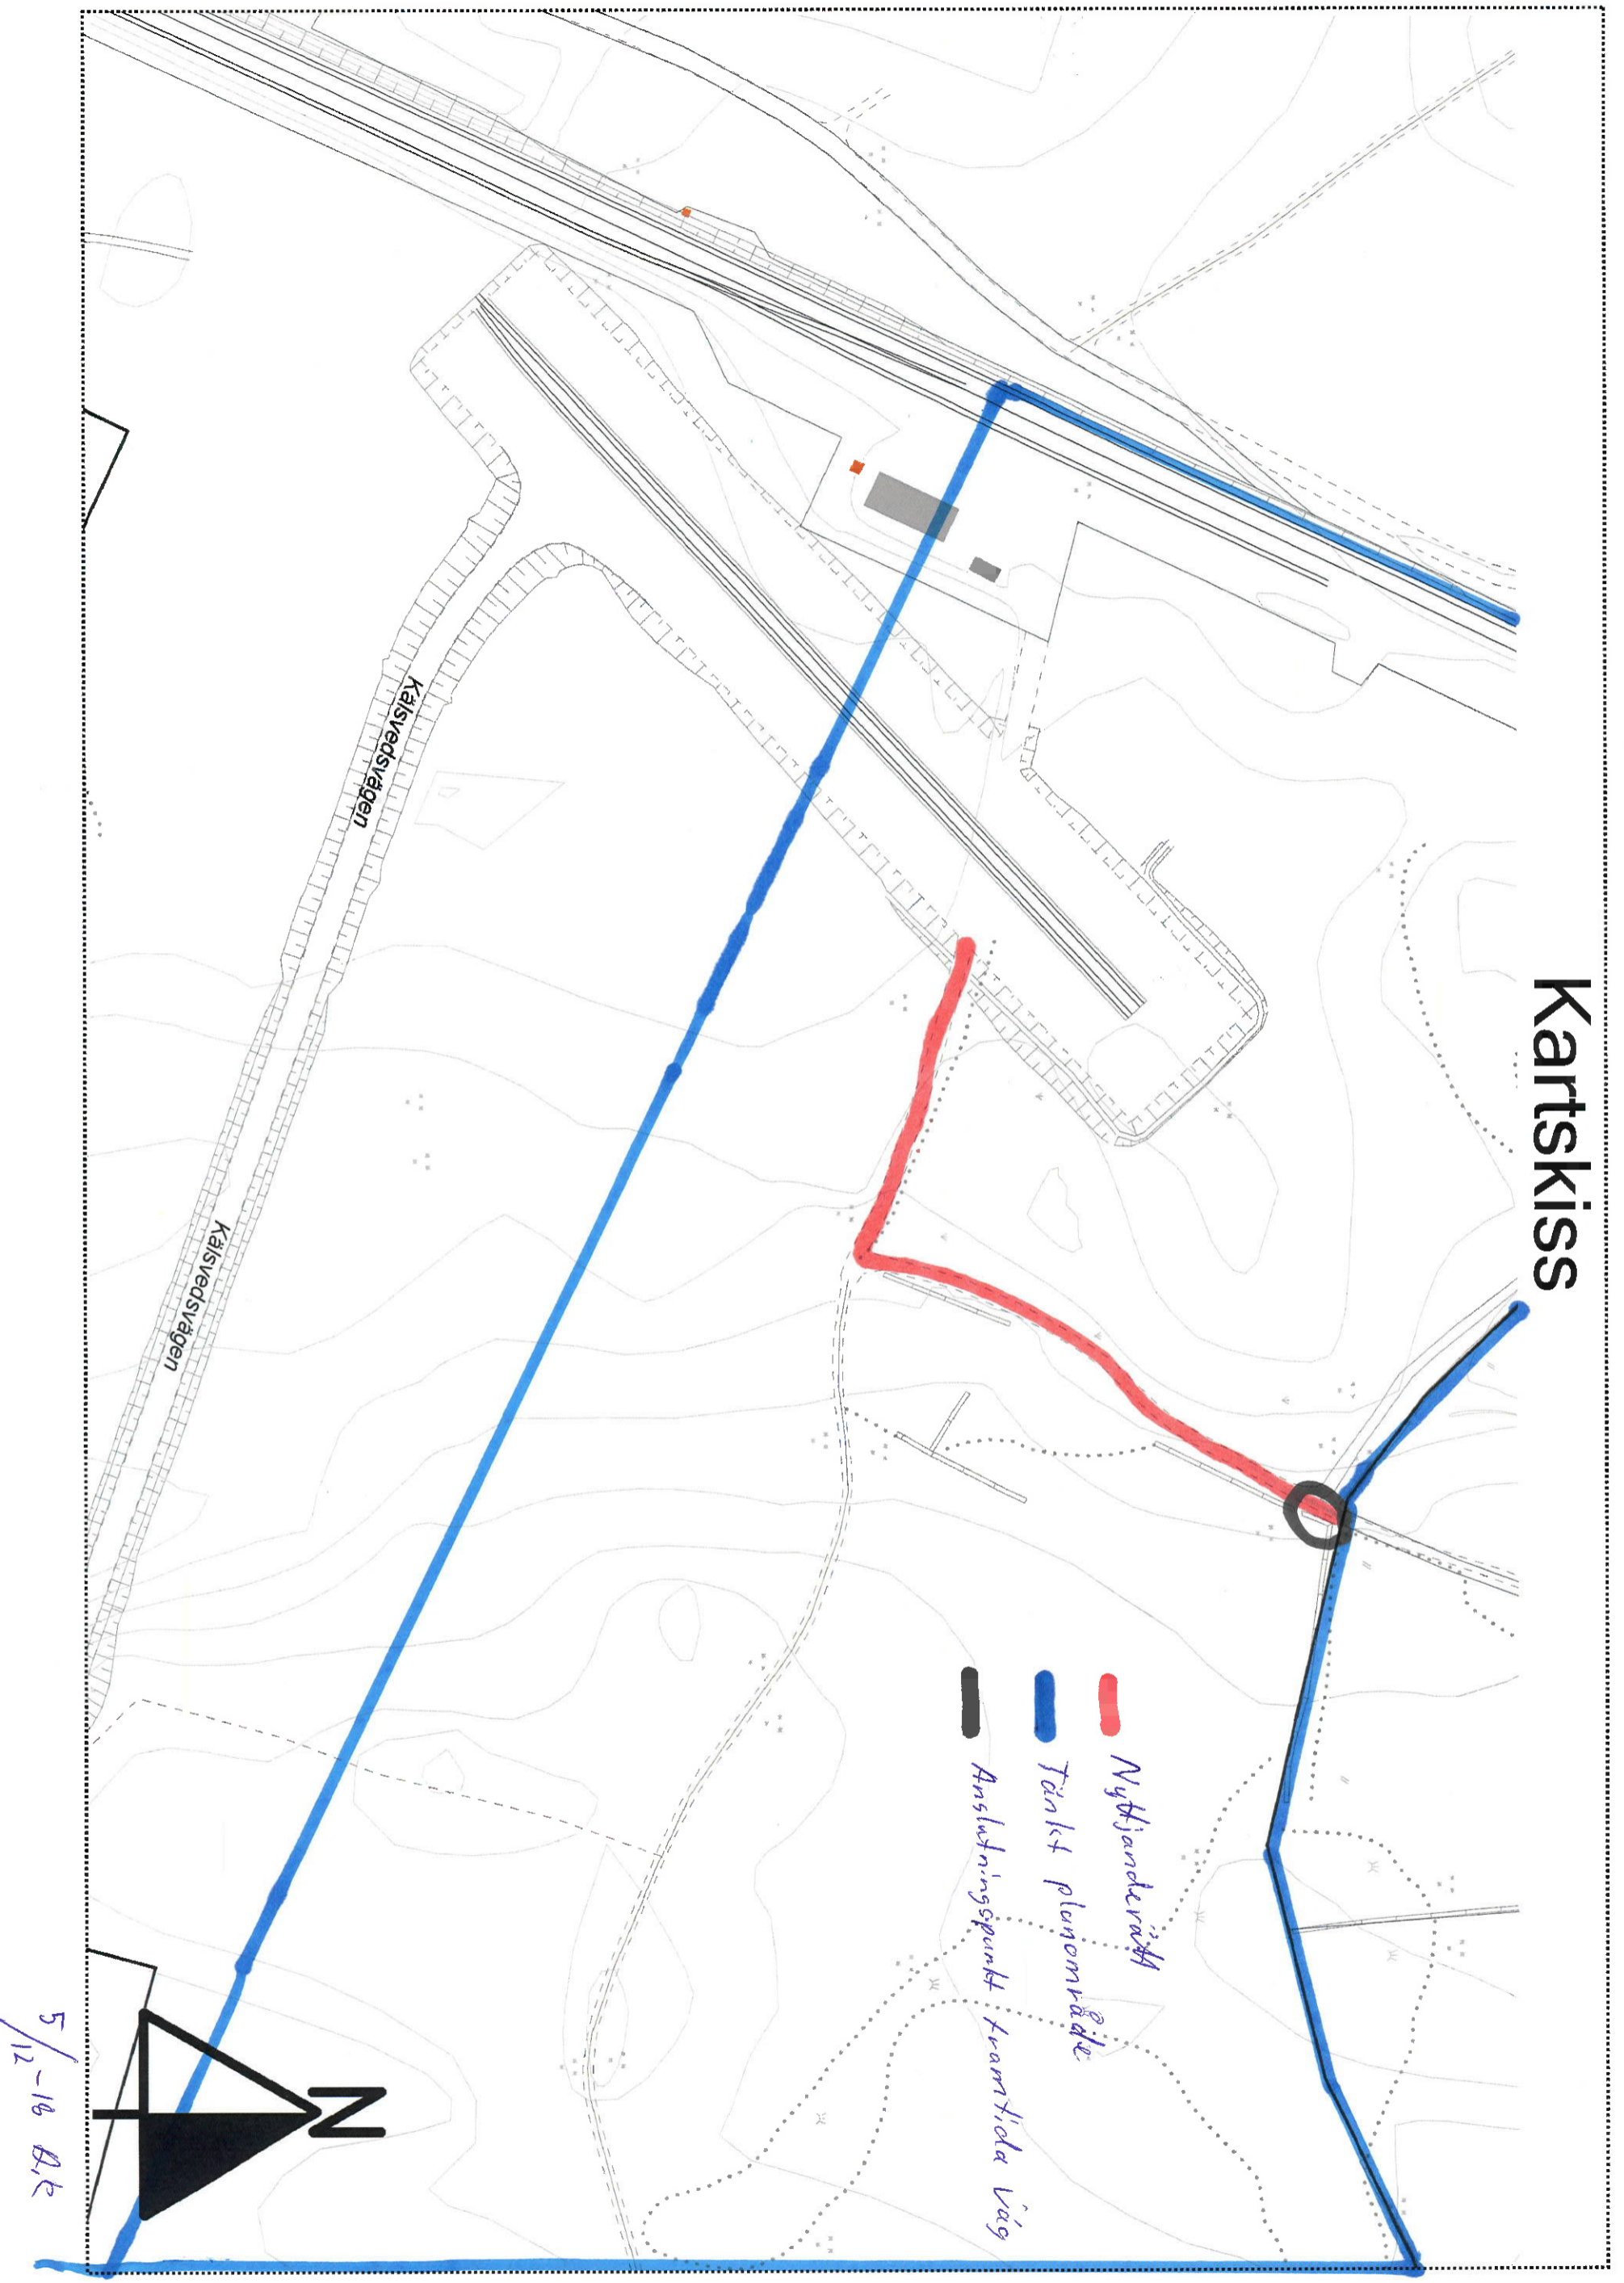 Kartskiss
Kälsvedsvägen
Kälsvedsvägen
Nyttjanderätt
Tänkt planområde
Anslutningspunkt framtida väg
N
5/12-18